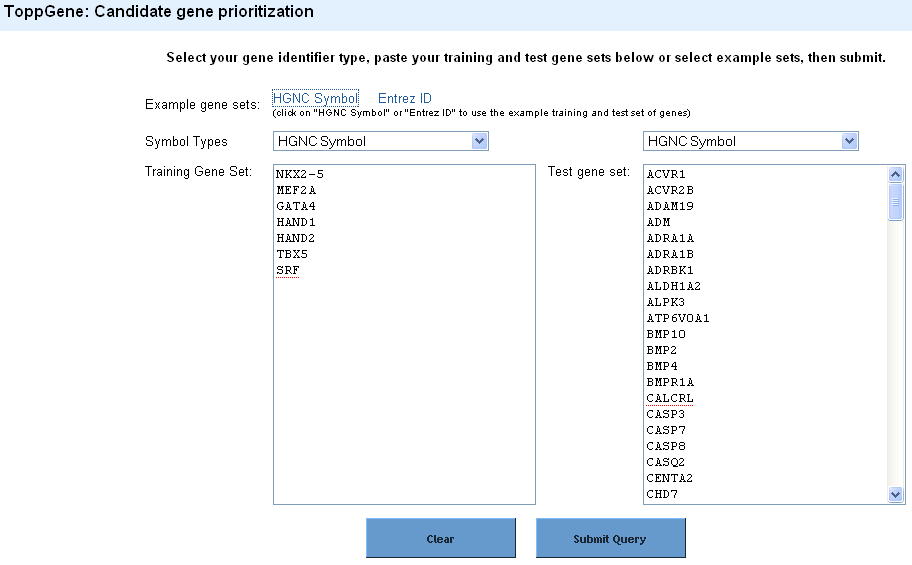 ToppGene: Candidate gene prioritization
Select your gene identifier type, paste your training and test gene sets below or select example sets, then submit.
Example gene sets: HGNC Symbol Entrez ID
(click on "HGNC Symbol" or "Entrez ID" to use the example training and test set of genes)
Symbol Types HGNC Symbol HGNC Symbol
Training Gene Set:
NKX2-5
MEF2A
GATA4
HAND1
HAND2
TBX5
SRF
Test gene set:
ACVR1
ACVR2B
ADAM19
ADM
ADRA1A
ADRA1B
ADRBK1
ALDH1A2
ALPK3
ATP6V0A1
BMP10
BMP2
BMP4
BMPR1A
CALCRL
CASP3
CASP7
CASP8
CASQ2
CENTA2
CHD7
Clear Submit Query